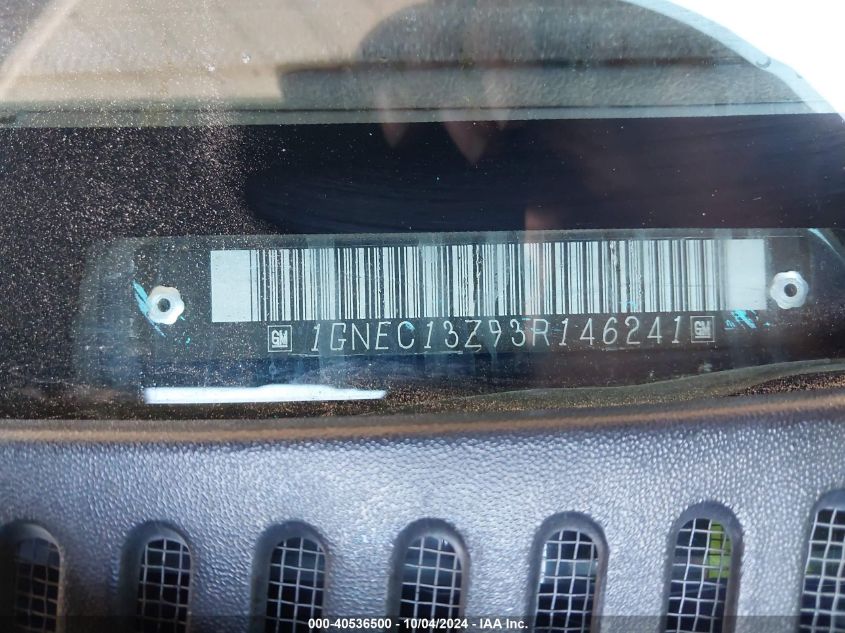 GM 1GNEC13Z93R146241 GM
000-40536500 - 10/04/2024 - IAA Inc.